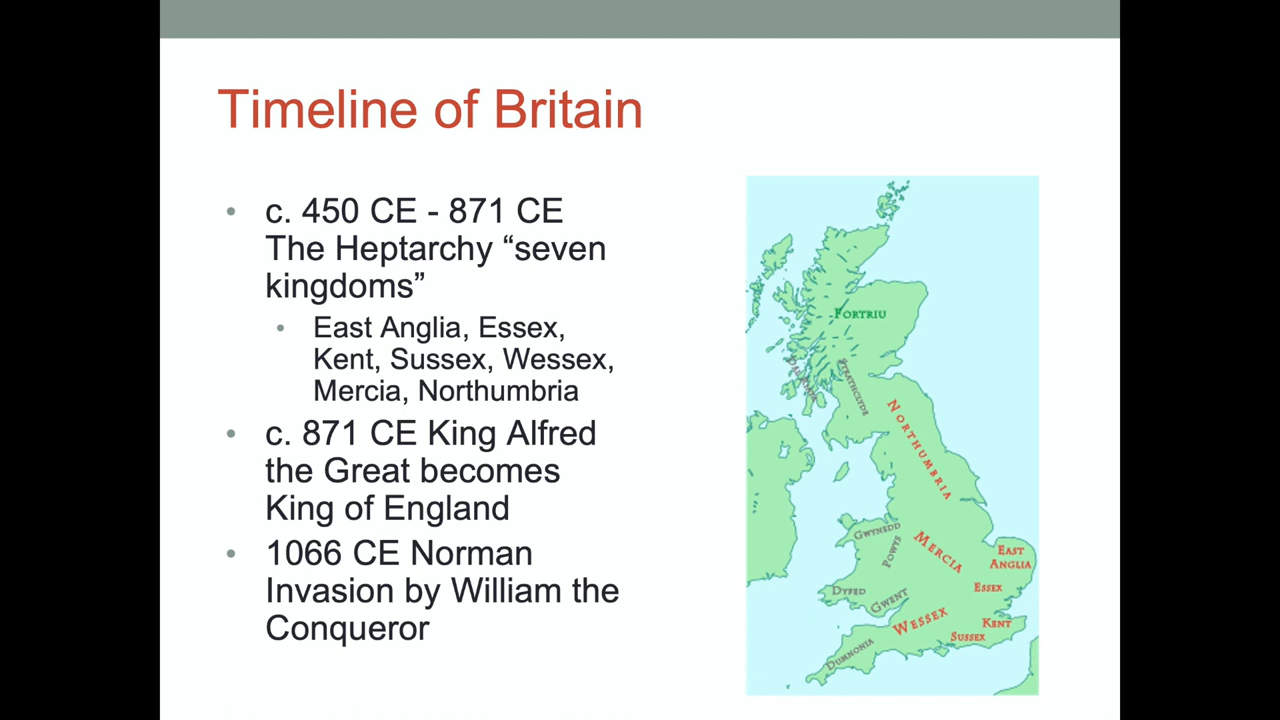 Timeline of Britain
• c. 450 CE - 871 CE
The Heptarchy “seven
kingdoms”
• East Anglia, Essex,
Kent, Sussex, Wessex,
Mercia, Northumbria
• c. 871 CE King Alfred
the Great becomes
King of England
• 1066 CE Norman
Invasion by William the
Conqueror
FORTRIU
STRATHCLYDE
NORTHUMBRIA
GWYNEDD
POWYS
MERCIA
EAST
ANGLIA
DYFED
GWENT
ESSEX
WESSEX
KENT
SUSSEX
DUMNONIA